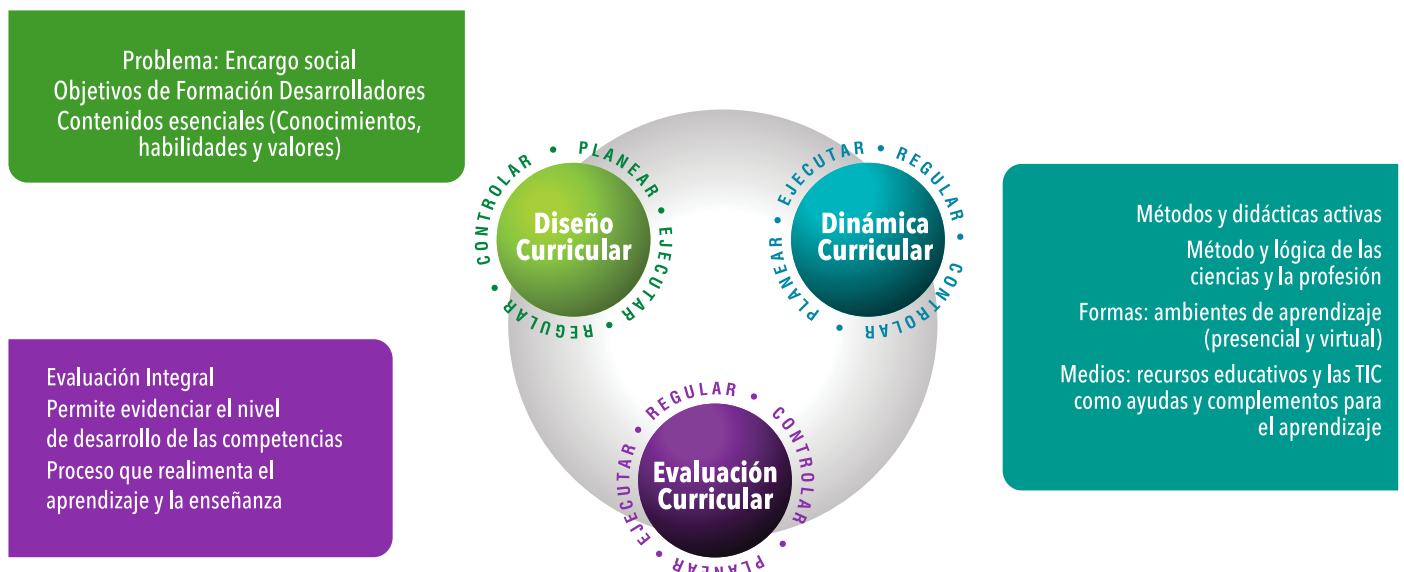 Problema: Encargo social
Objetivos de Formación Desarrolladores
Contenidos esenciales (Conocimientos,
habilidades y valores)
PLANEAR • EJECUTAR • REGULAR • CONTROLAR •
Diseño
Curricular
PLANEAR • EJECUTAR • REGULAR • CONTROLAR •
Dinámica
Curricular
Métodos y didácticas activas
Método y lógica de las
ciencias y la profesión
Formas: ambientes de aprendizaje
(presencial y virtual)
Medios: recursos educativos y las TIC
como ayudas y complementos para
el aprendizaje
Evaluación Integral
Permite evidenciar el nivel
de desarrollo de las competencias
Proceso que realimenta el
aprendizaje y la enseñanza
PLANEAR • EJECUTAR • REGULAR • CONTROLAR •
Evaluación
Curricular